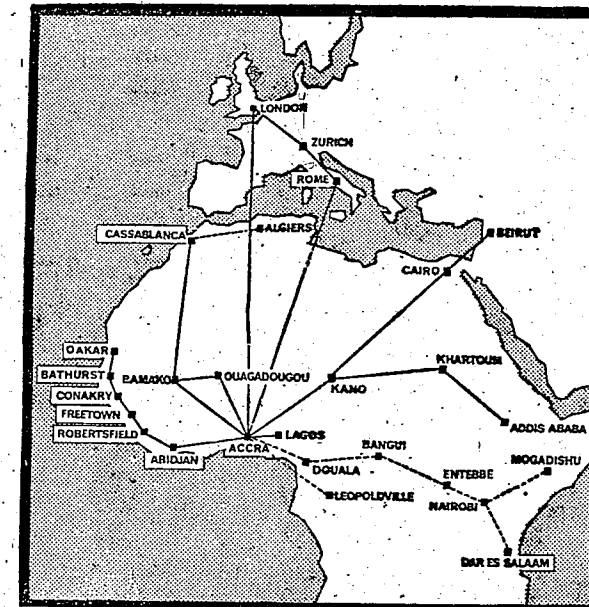 LONDON
ZURICH
ROME
CASSABLANCA
ALGIERS
BEIRUT
CAIRO
DAKAR
BATHURST
BAMAKO
OUAGADOUGOU
KANO
KHARTOUM
CONAKRY
FREETOWN
ROBERTSFIELD
ABIDJAN
ACCRA
LAGOS
ADDIS ABABA
BANGUI
MOGADISHU
DOUALA
ENTEBBE
LEOPOLDVILLE
NAIROBI
DAR ES SALAAM